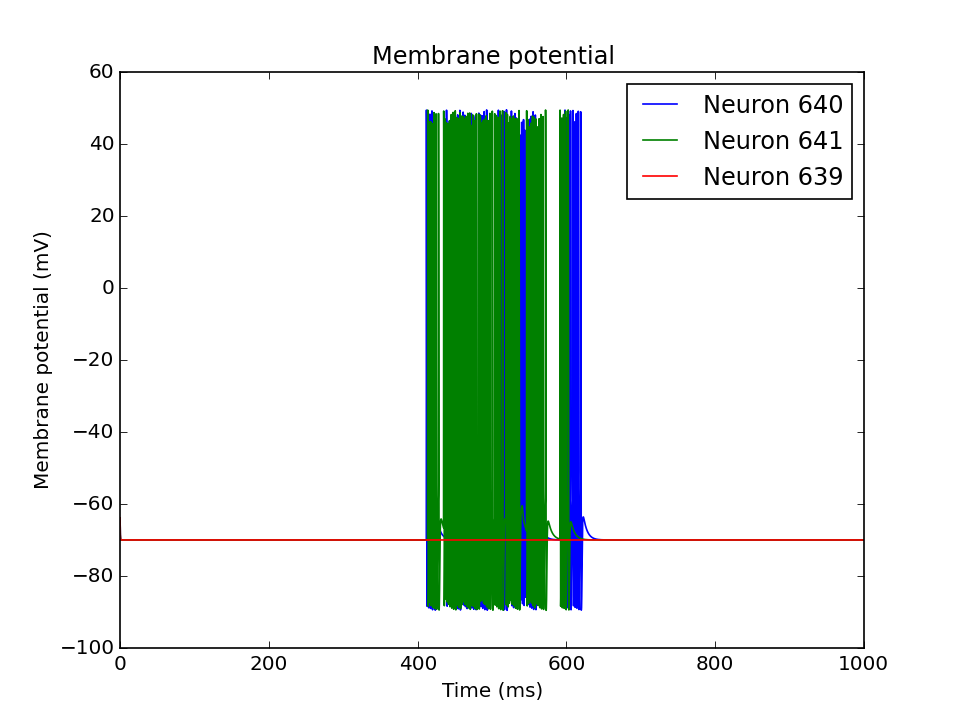 Membrane potential
60
40
20
0
−20
−40
−60
−80
−100
Membrane potential (mV)
Neuron 640
Neuron 641
Neuron 639
0 200 400 600 800 1000
Time (ms)